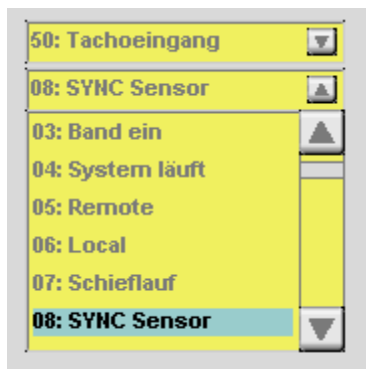 50: Tachoeingang
08: SYNC Sensor
03: Band ein
04: System läuft
05: Remote
06: Local
07: Schieflauf
08: SYNC Sensor